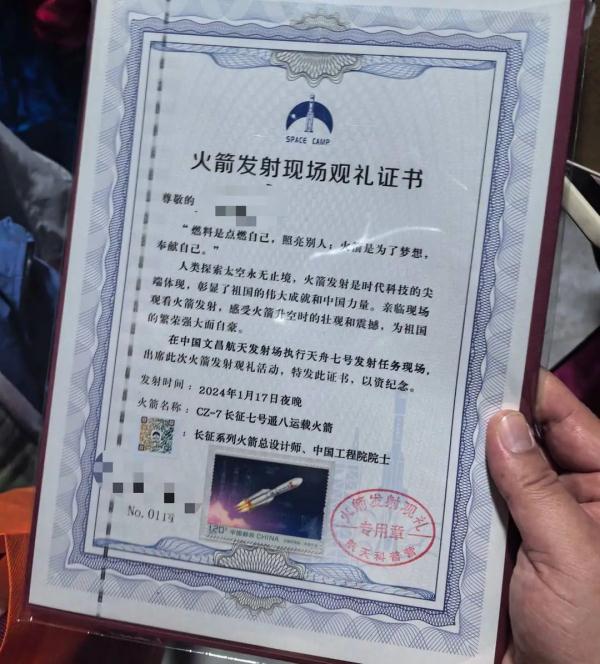 SPACE CAMP
火箭发射现场观礼证书
尊敬的
“燃料是点燃自己，照亮别人；火箭是为了梦想，
奉献自己。”
人类探索太空永无止境，火箭发射是时代科技的尖
端体现，彰显了祖国的伟大成就和中国力量。亲临现场
观看火箭发射，感受火箭升空时的壮观和震撼，为祖国
的繁荣强大而自豪。
在中国文昌航天发射场执行天舟七号发射任务现场，
出席此次火箭发射观礼活动，特发此证书，以资纪念。
发射时间：2024年1月17日夜晚
火箭名称：CZ-7 长征七号遥八运载火箭
：长征系列火箭总设计师、中国工程院院士
No.0114
120
中国邮政 CHINA
火箭发射观礼
专用章
航天科普营